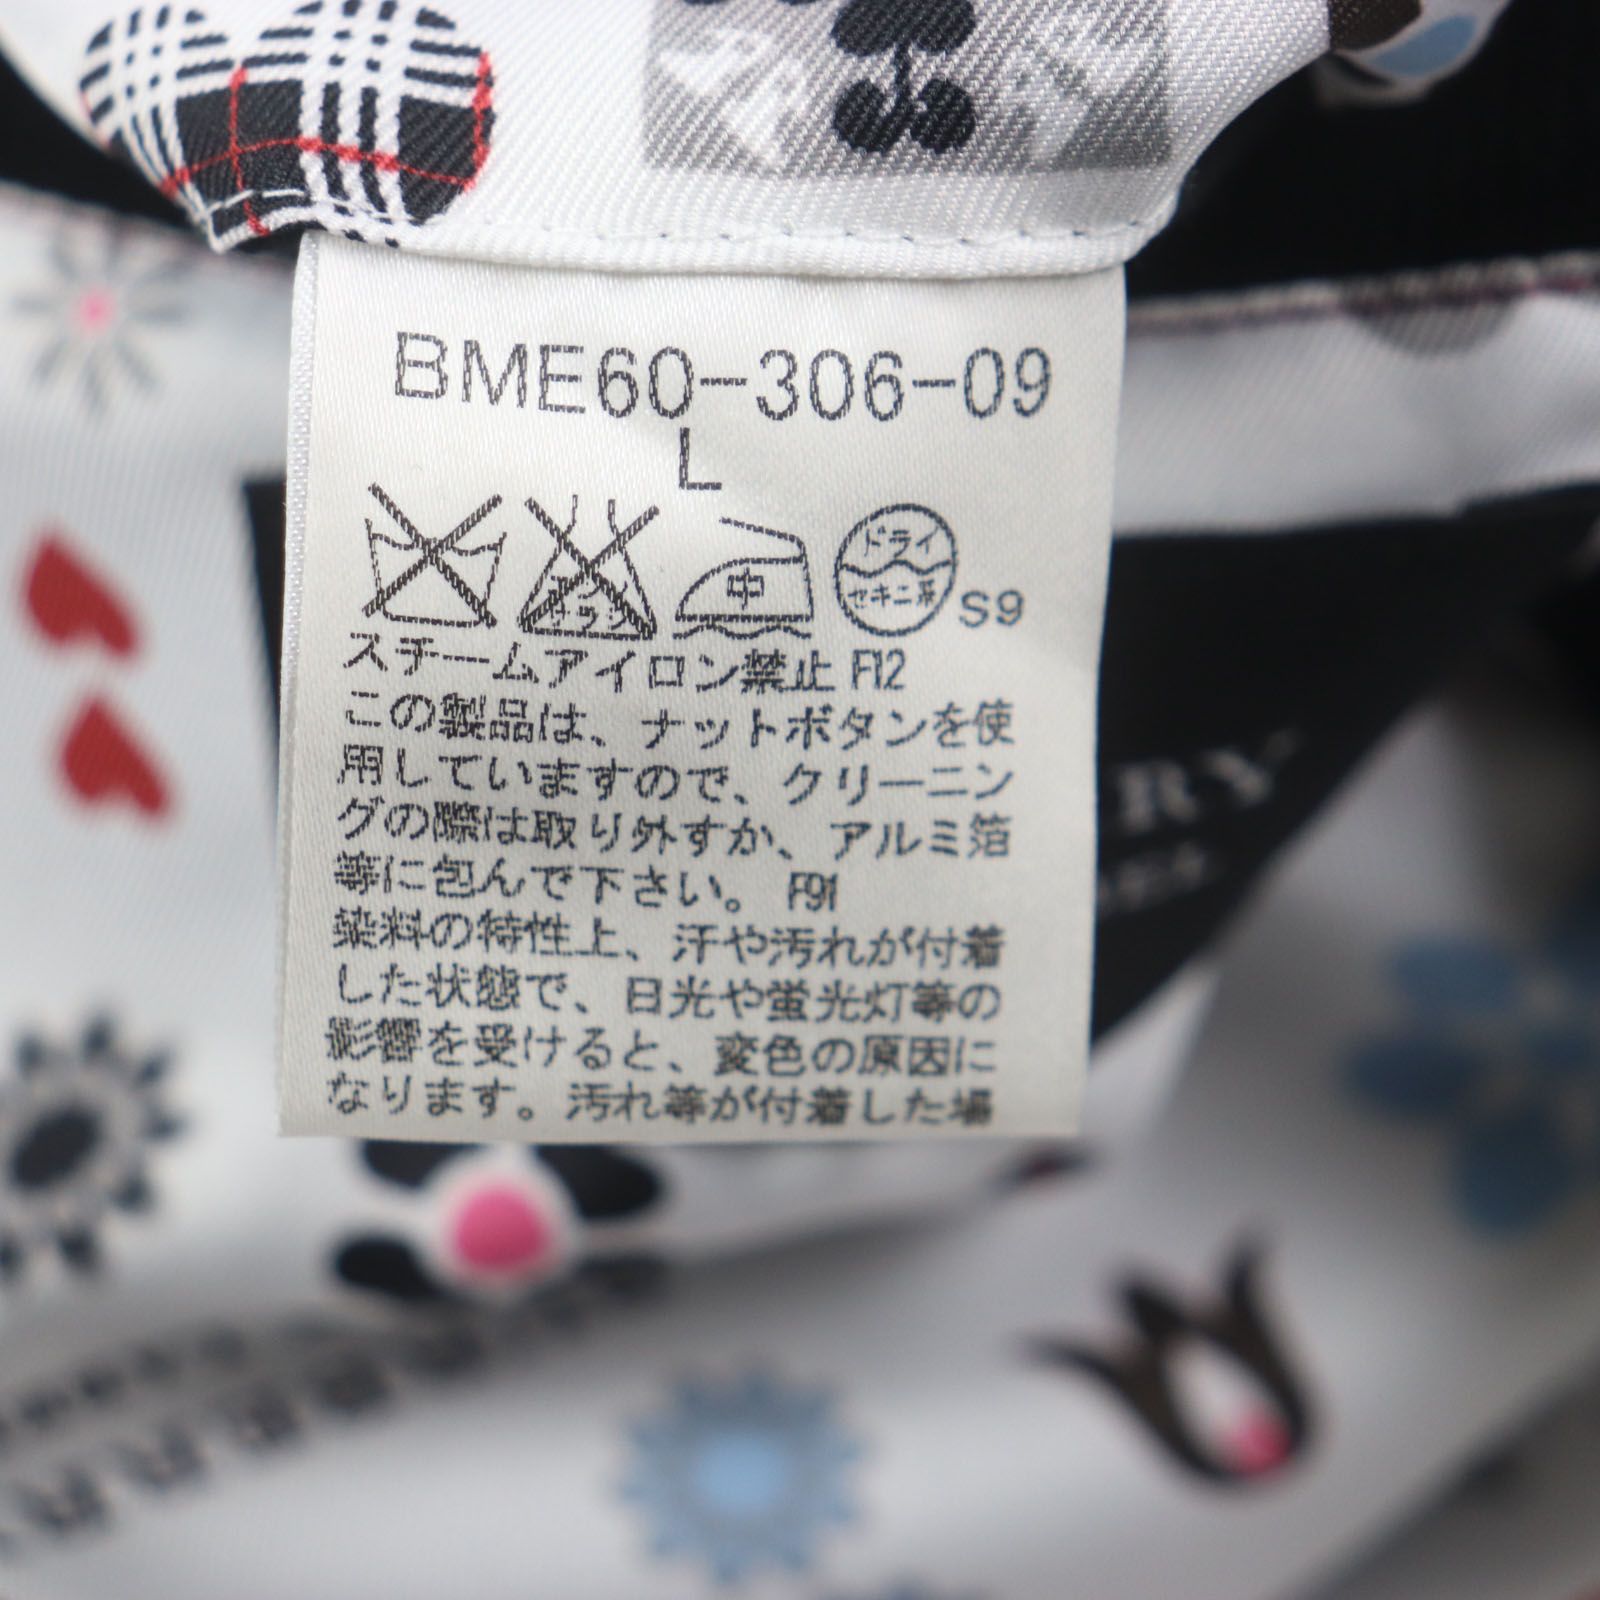 BME60-306-09
L
中
ドライ
セキユ系
S9
スチームアイロン禁止 F12
この製品は、ナットボタンを使
用していますので、クリーニン
グの際は取り外すか、アルミ箔
等に包んで下さい。 F91
染料の特性上、汗や汚れが付着
した状態で、日光や蛍光灯等の
影響を受けると、変色の原因に
なります。汚れ等が付着した場
RY